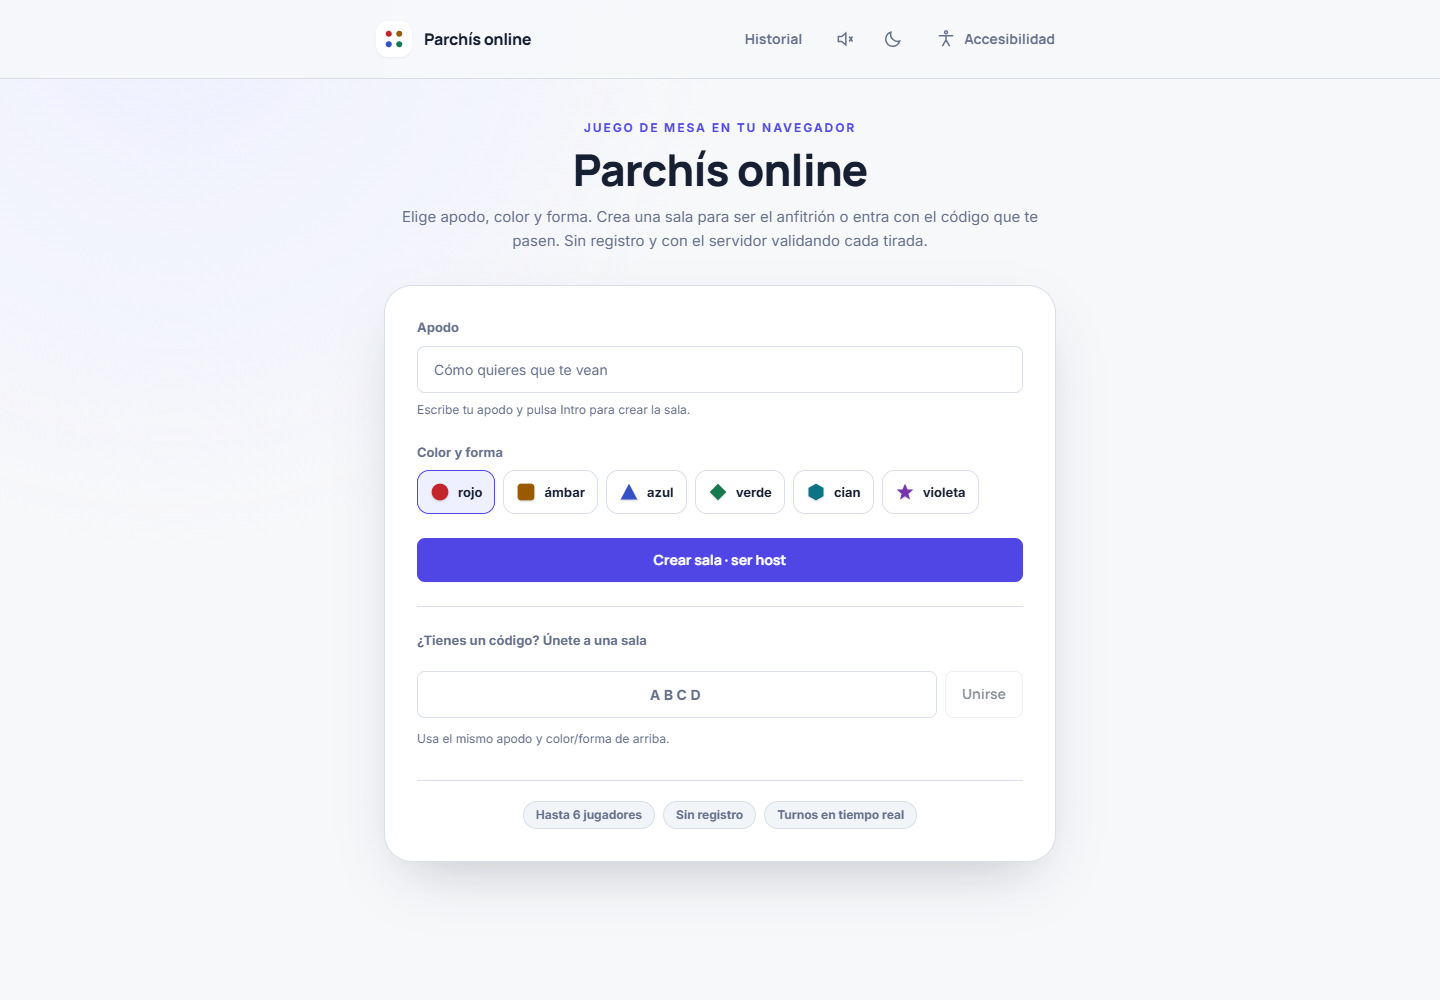 Parchís online
Historial
Accesibilidad
JUEGO DE MESA EN TU NAVEGADOR
Parchís online
Elige apodo, color y forma. Crea una sala para ser el anfitrión o entra con el código que te
pasen. Sin registro y con el servidor validando cada tirada.
Apodo
Cómo quieres que te vean
Escribe tu apodo y pulsa Intro para crear la sala.
Color y forma
rojo
ámbar
azul
verde
cian
violeta
Crear sala · ser host
¿Tienes un código? Únete a una sala
ABCD
Unirse
Usa el mismo apodo y color/forma de arriba.
Hasta 6 jugadores
Sin registro
Turnos en tiempo real